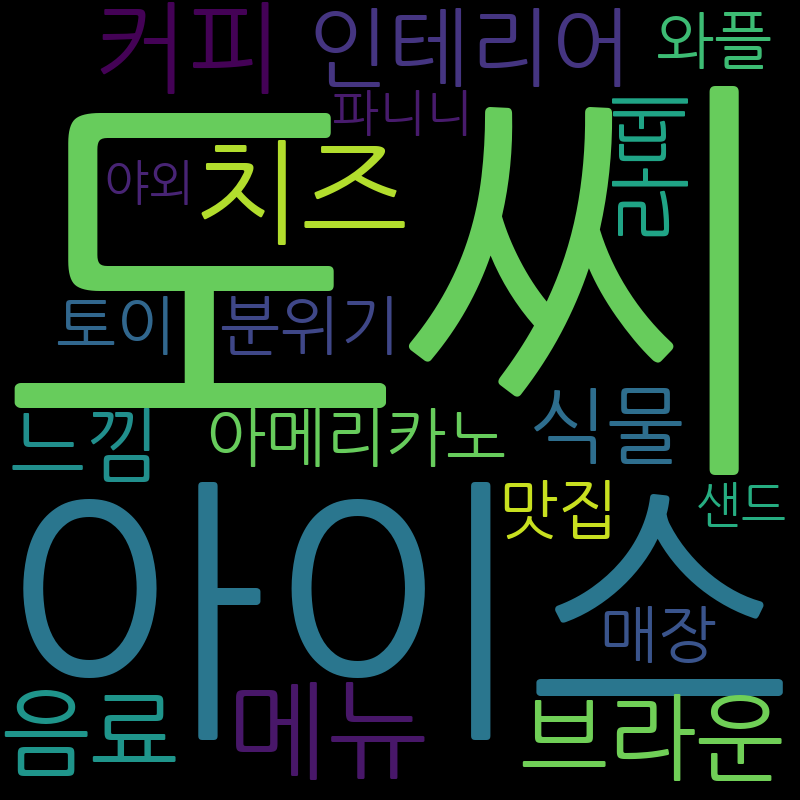 커피 인테리어 와플
파니니
도씨
라떼
야외 치즈
토이 분위기
느낌 아메리카노 식물
맛집 샌드
아이스
매장
음료 메뉴 브라운